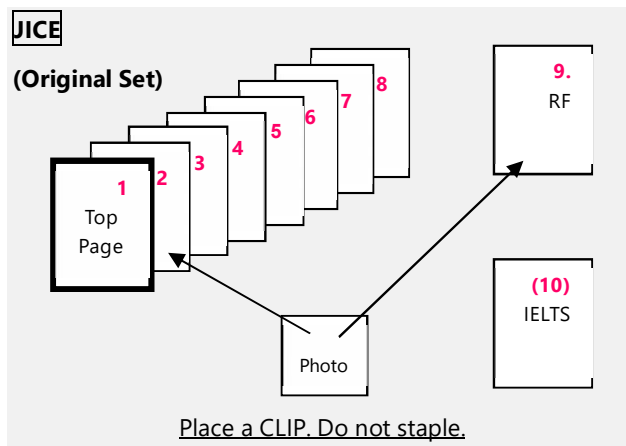 JICE
(Original Set)
1
Top
Page
2
3
4
5
6
7
8
9.
RF
(10)
IELTS
Photo
Place a CLIP. Do not staple.